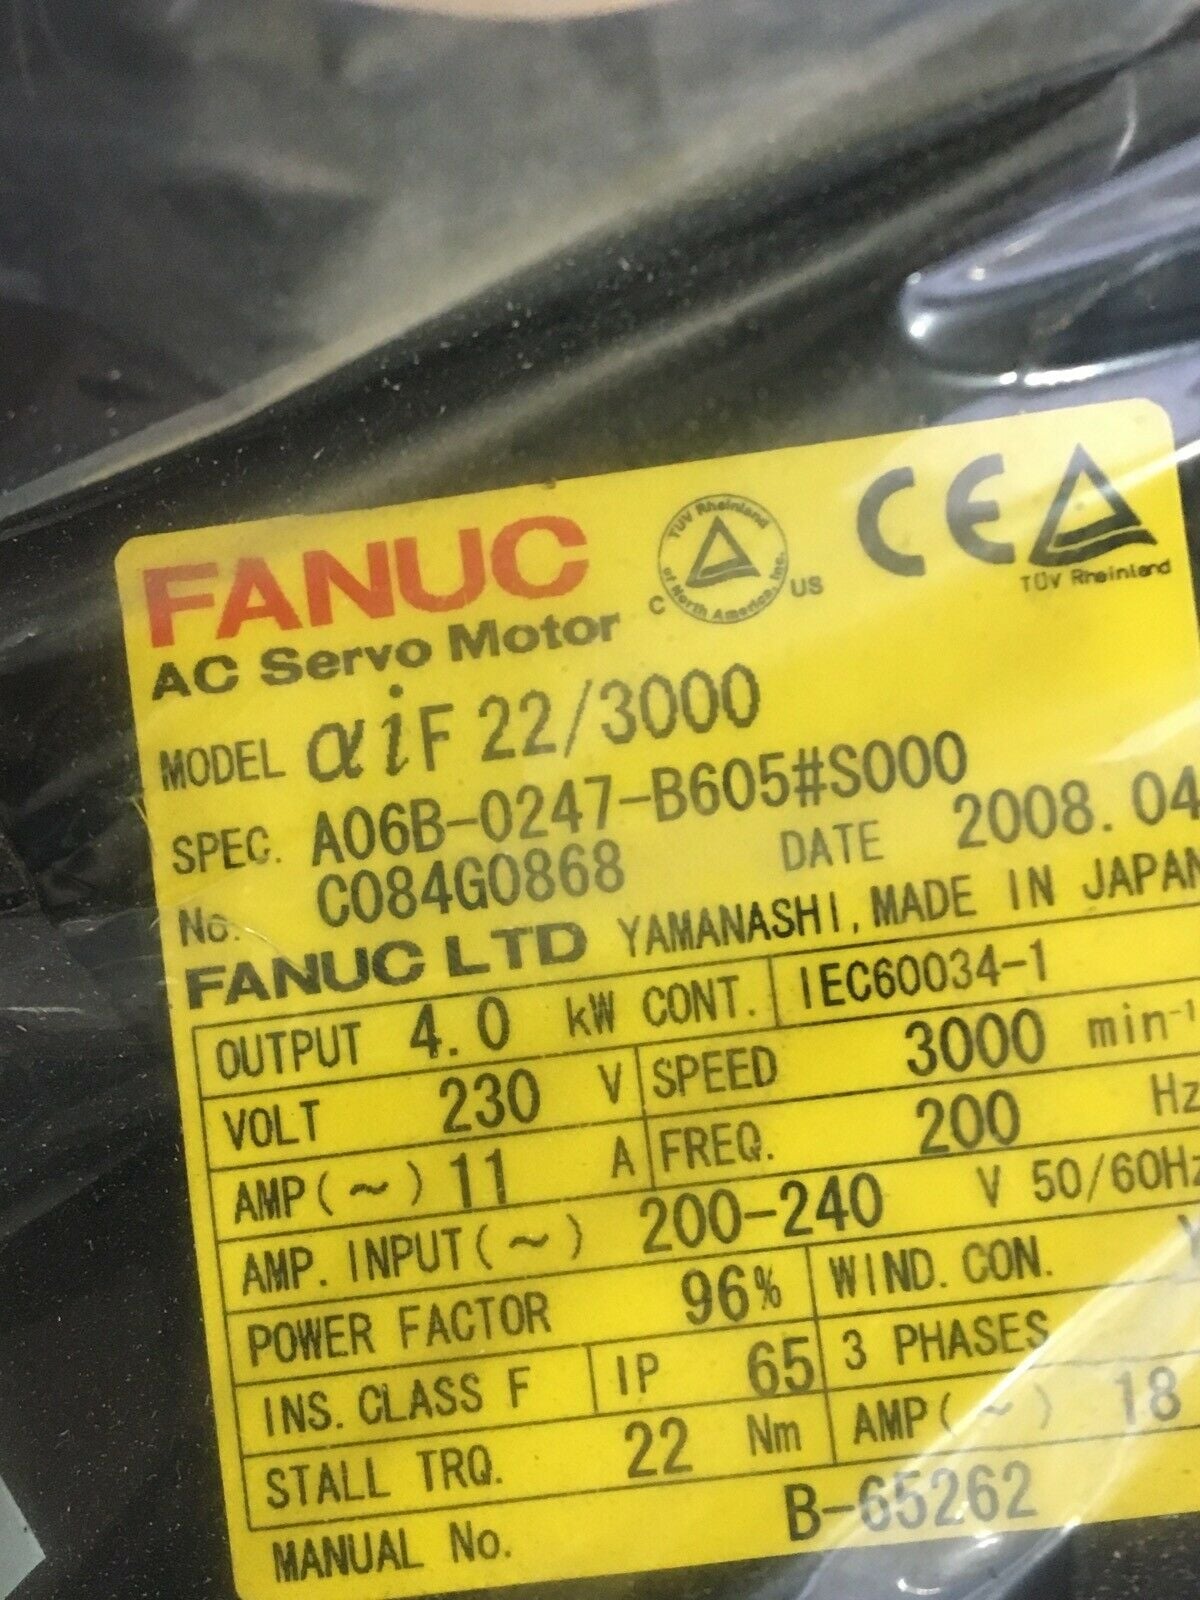 FANUC
TÜV Rheinland of North America, Inc.
C US
CE
TÜV Rheinland
AC Servo Motor
MODEL αiF 22/3000
SPEC. A06B-0247-B605#S000
No. C084G0868 DATE 2008.04
FANUC LTD YAMANASHI, MADE IN JAPAN
OUTPUT 4.0 kW CONT. IEC60034-1
VOLT 230 V SPEED 3000 min-1
AMP(~) 11 A FREQ. 200 Hz
AMP. INPUT(~) 200-240 V 50/60Hz
POWER FACTOR 96% WIND. CON.
INS. CLASS F IP 65 3 PHASES
STALL TRQ. 22 Nm AMP(~) 18
MANUAL No. B-65262